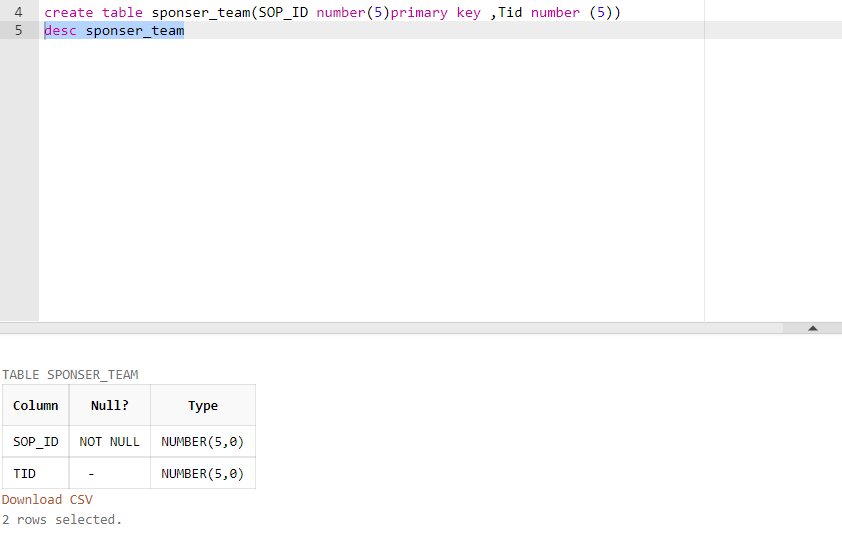 4 create table sponser_team(SOP_ID number(5)primary key ,Tid number (5))
5 desc sponser_team
TABLE SPONSER_TEAM
Column Null? Type
SOP_ID NOT NULL NUMBER(5,0)
TID - NUMBER(5,0)
Download CSV
2 rows selected.